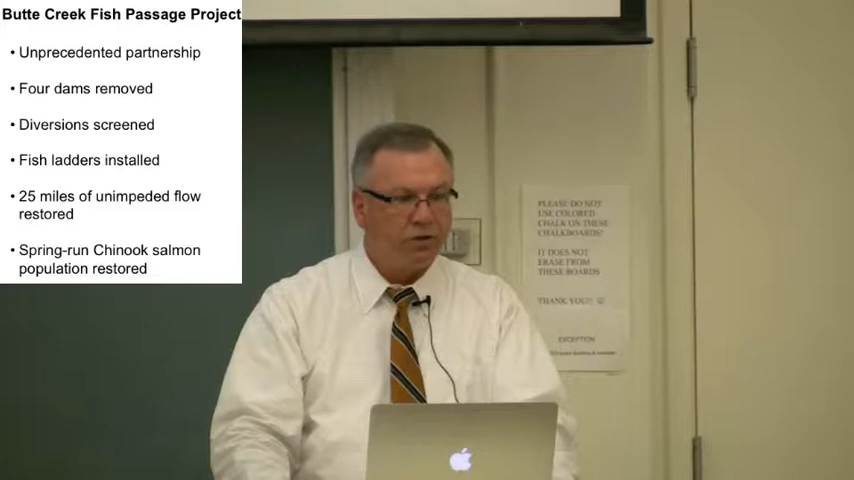 Butte Creek Fish Passage Project
• Unprecedented partnership
• Four dams removed
• Diversions screened
• Fish ladders installed
• 25 miles of unimpeded flow
restored
• Spring-run Chinook salmon
population restored
PLEASE DO NOT
USE COLORED
CHALK ON THESE
CHALKBOARDS!
IT DOES NOT
ERASE FROM
THESE BOARDS
THANK YOU!!
EXCEPTION